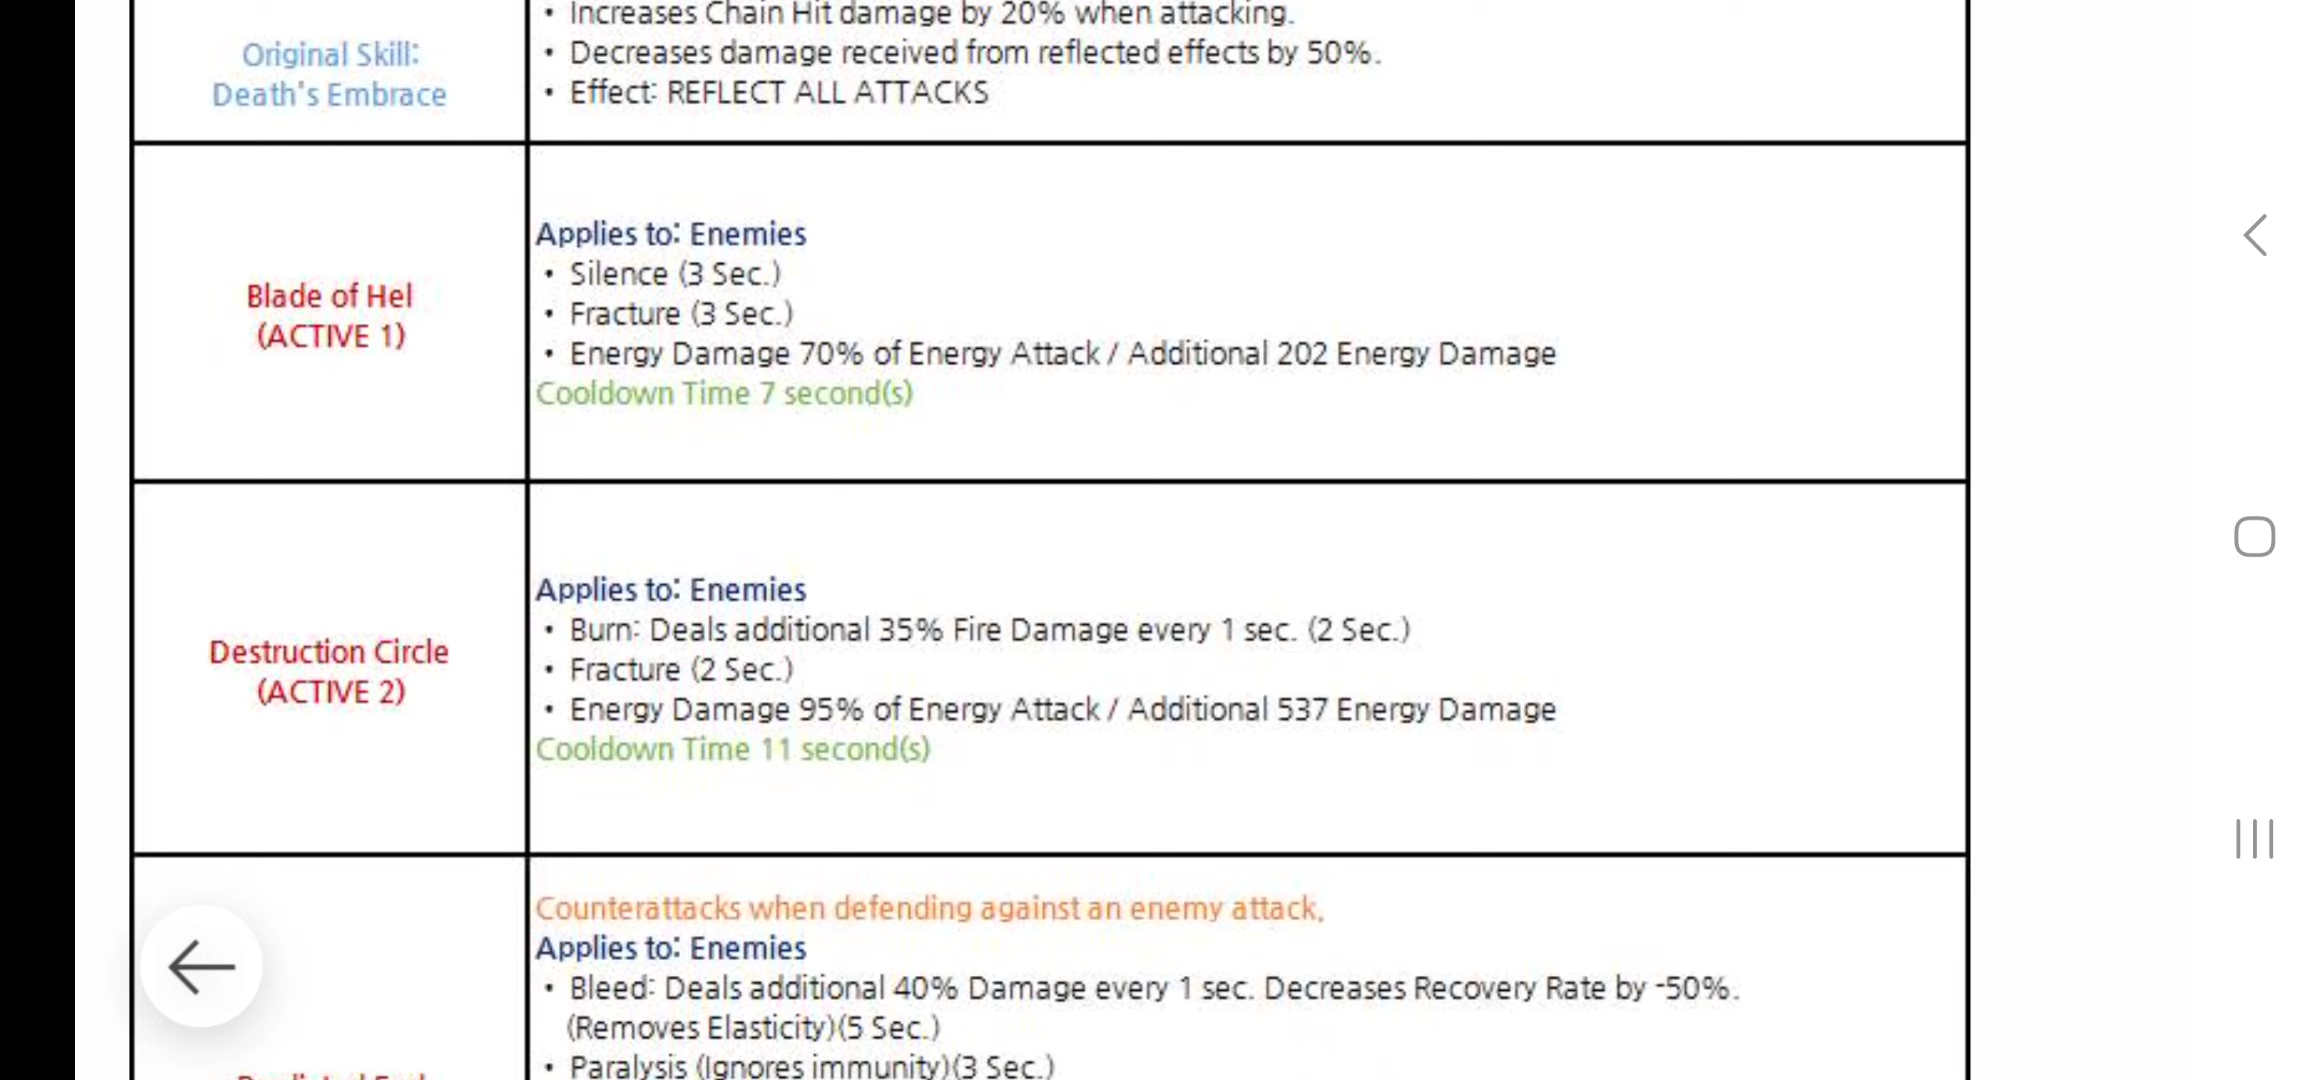 • Increases Chain Hit damage by 20% when attacking.
Original Skill:
Death's Embrace
• Decreases damage received from reflected effects by 50%.
• Effect: REFLECT ALL ATTACKS
Blade of Hel
(ACTIVE 1)
Applies to: Enemies
• Silence (3 Sec.)
• Fracture (3 Sec.)
• Energy Damage 70% of Energy Attack / Additional 202 Energy Damage
Cooldown Time 7 second(s)
Destruction Circle
(ACTIVE 2)
Applies to: Enemies
• Burn: Deals additional 35% Fire Damage every 1 sec. (2 Sec.)
• Fracture (2 Sec.)
• Energy Damage 95% of Energy Attack / Additional 537 Energy Damage
Cooldown Time 11 second(s)
Counterattacks when defending against an enemy attack.
Applies to: Enemies
• Bleed: Deals additional 40% Damage every 1 sec. Decreases Recovery Rate by -50%.
(Removes Elasticity)(5 Sec.)
• Paralysis (Ignores immunity)(3 Sec.)